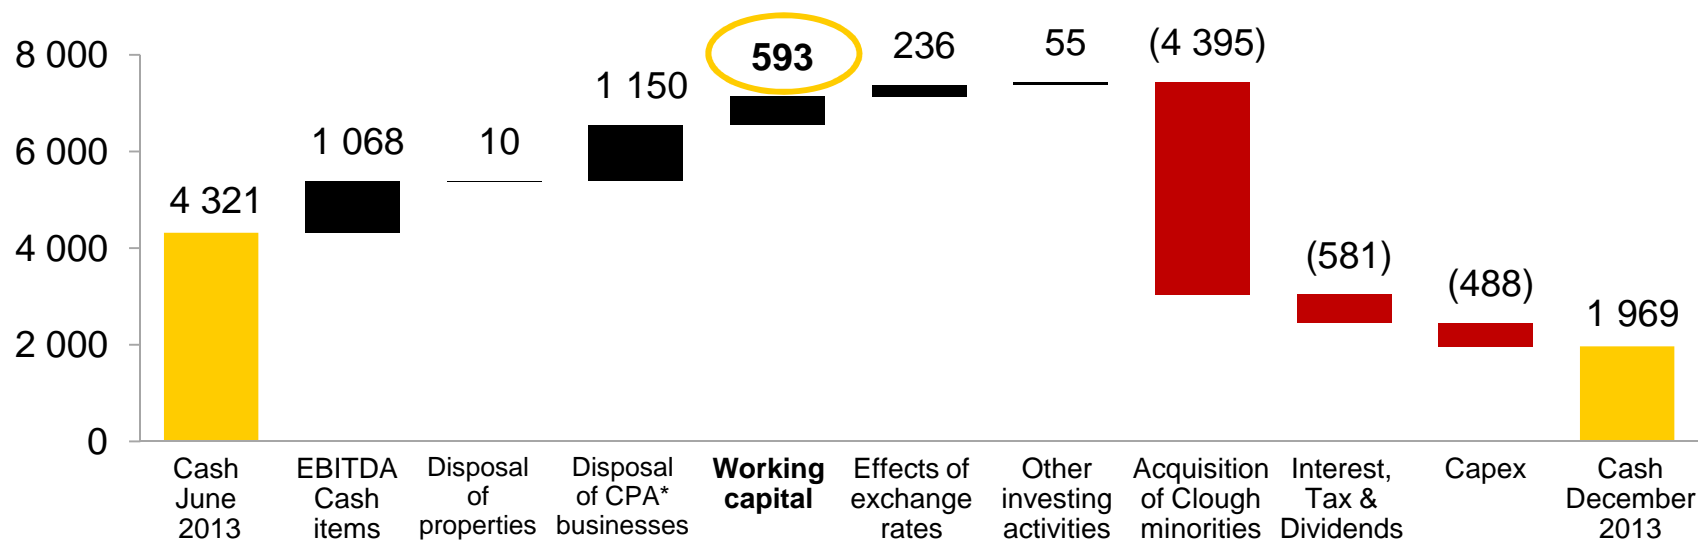 8 000
6 000
4 000
2 000
0
4 321
1 068
10
1 150
593
236
55
(4 395)
(581)
(488)
1 969
Cash
June
2013
EBITDA
Cash
items
Disposal
of
properties
Disposal
of CPA*
businesses
Working
capital
Effects of
exchange
rates
Other
investing
activities
Acquisition
of Clough
minorities
Interest,
Tax &
Dividends
Capex
Cash
December
2013